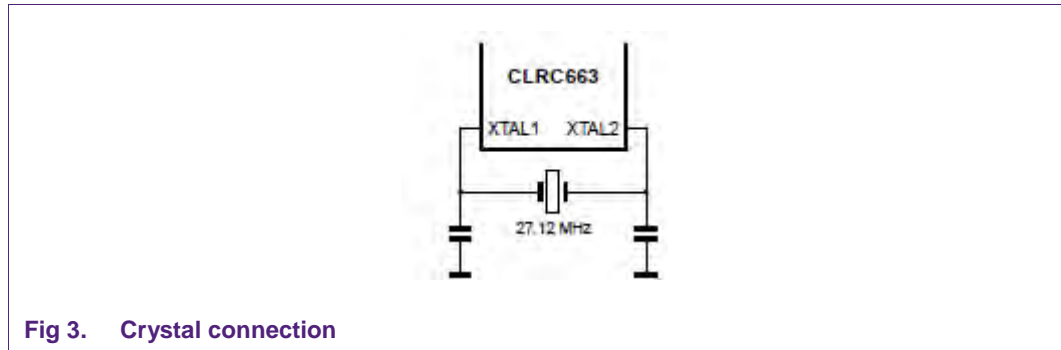 CLRC663
XTAL1 XTAL2
27.12 MHz
Fig 3. Crystal connection